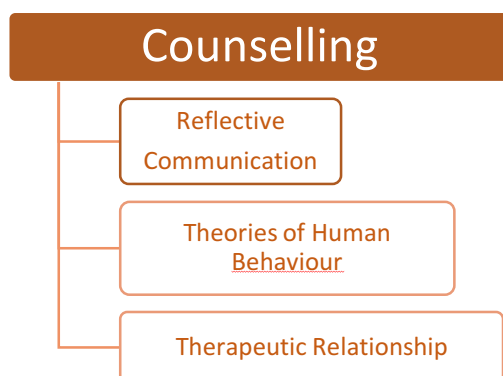 Counselling
Reflective
Communication
Theories of Human
Behaviour
Therapeutic Relationship